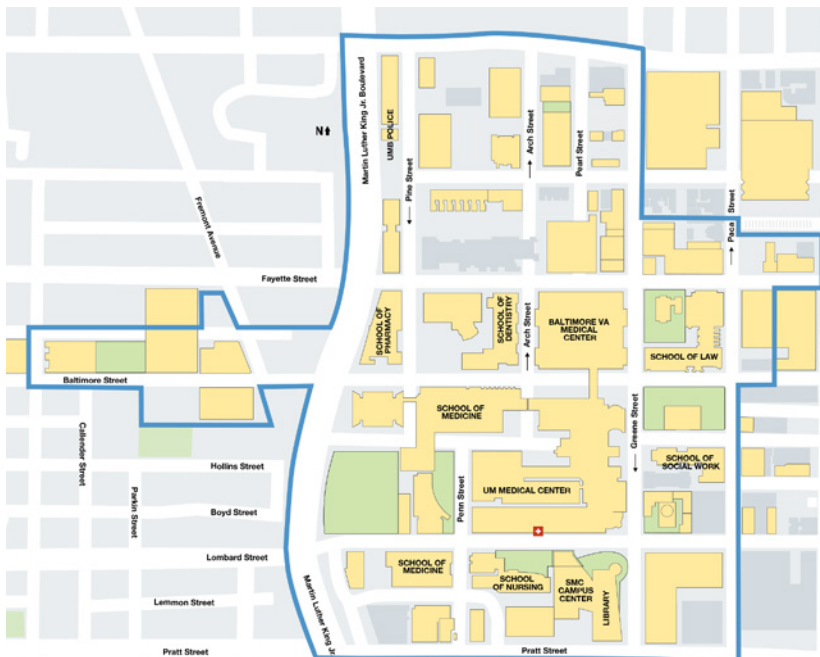 Martin Luther King Jr. Boulevard
UMB POLICE
N
Pine Street
Arch Street
Pearl Street
Paca
Street
Fremont Avenue
Fayette Street
SCHOOL OF
PHARMACY
SCHOOL OF
DENTISTRY
Arch Street
BALTIMORE VA
MEDICAL
CENTER
SCHOOL OF LAW
Baltimore Street
SCHOOL OF
MEDICINE
Greene Street
Callender Street
Hollins Street
SCHOOL OF
SOCIAL WORK
Parkin Street
Penn Street
UM MEDICAL CENTER
Boyd Street
Lombard Street
SCHOOL OF
MEDICINE
SCHOOL
OF NURSING
SMC
CAMPUS
CENTER
LIBRARY
Lemmon Street
Martin Luther King Jr.
Pratt Street
Pratt Street